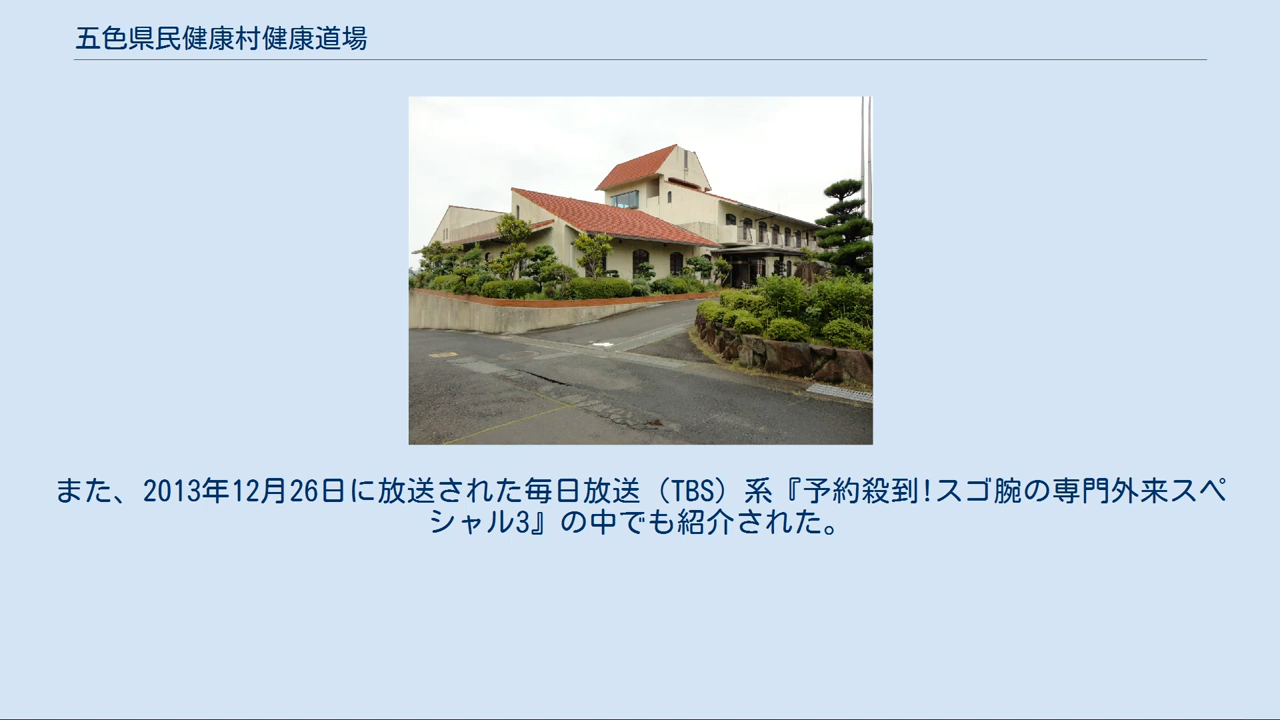 五色県民健康村健康道場
また、2013年12月26日に放送された毎日放送（TBS）系『予約殺到!スゴ腕の専門外来スペ
シャル3』の中でも紹介された。